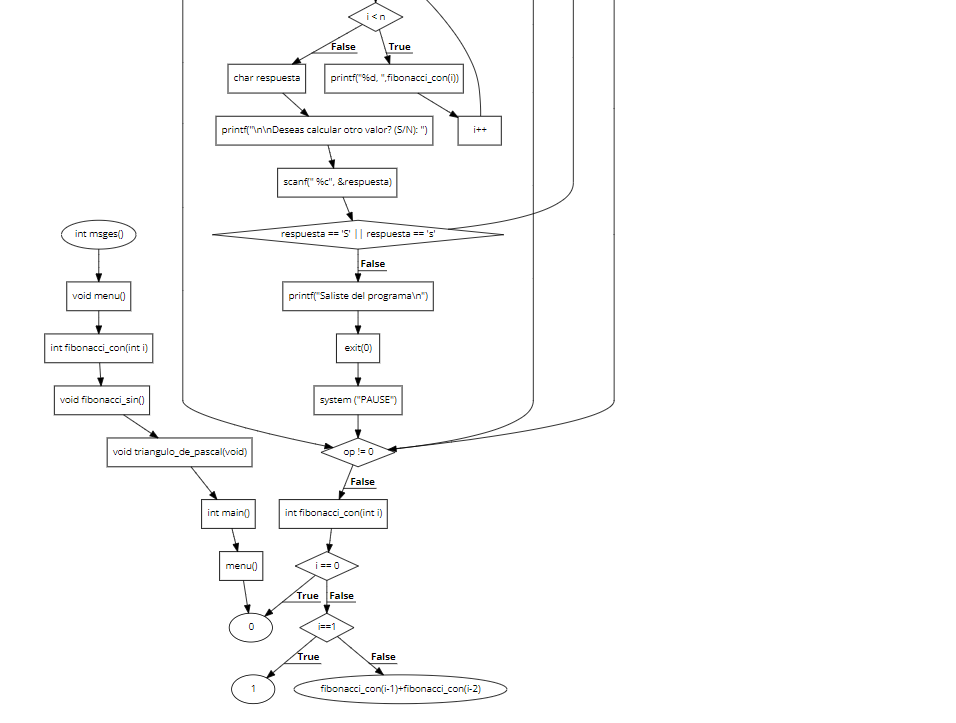 i < n
False
True
char respuesta
printf("%d, ",fibonacci_con(i))
printf("\n\nDeseas calcular otro valor? (S/N): ")
i++
scanf(" %c", &respuesta)
int msges()
respuesta == 'S' || respuesta == 's'
False
void menu()
printf("Saliste del programa\n")
int fibonacci_con(int i)
exit(0)
void fibonacci_sin()
system ("PAUSE")
void triangulo_de_pascal(void)
op != 0
False
int main()
int fibonacci_con(int i)
menu()
i == 0
True
False
0
i==1
True
False
1
fibonacci_con(i-1)+fibonacci_con(i-2)